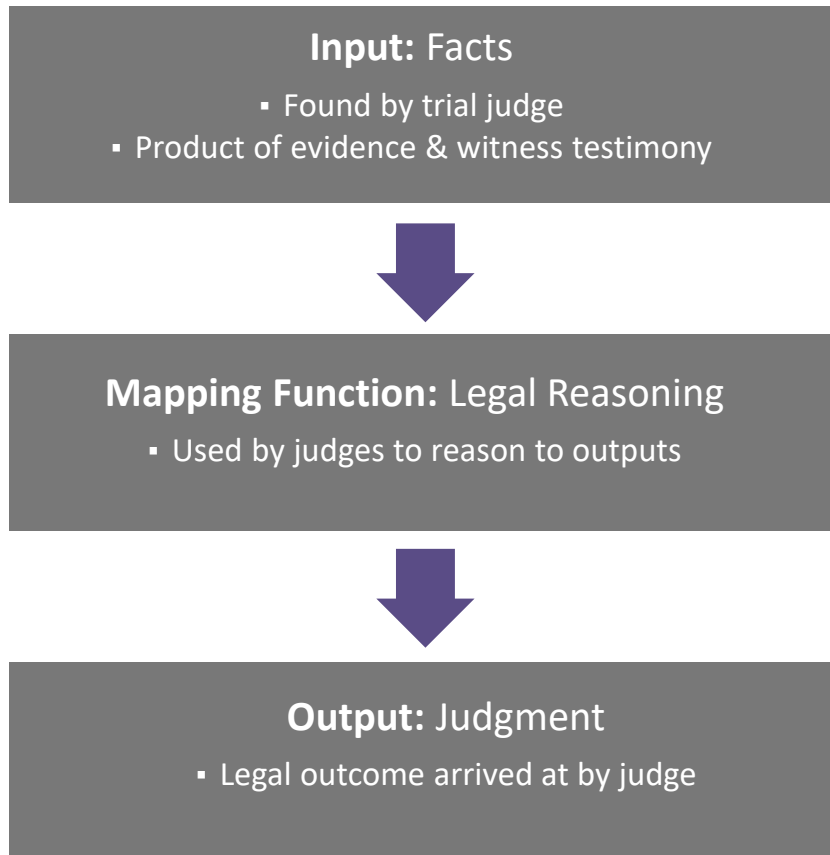 Input: Facts
▪ Found by trial judge
▪ Product of evidence & witness testimony
Mapping Function: Legal Reasoning
▪ Used by judges to reason to outputs
Output: Judgment
▪ Legal outcome arrived at by judge